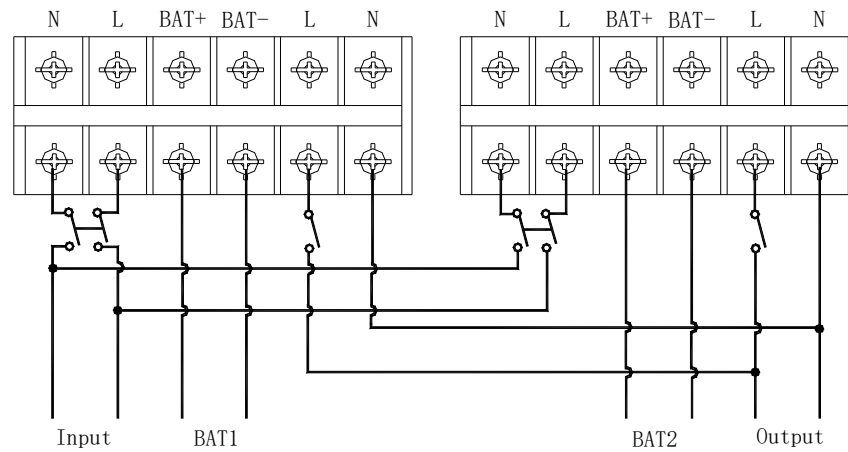 N L BAT+ BAT- L N N L BAT+ BAT- L N
Input BAT1 BAT2 Output